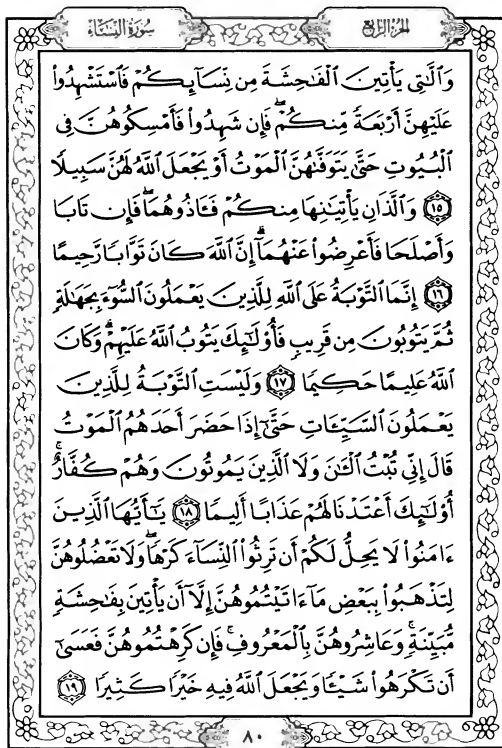 الجزء الرابع
سورة النساء
وَٱلَّٰتِي يَأۡتِينَ ٱلۡفَٰحِشَةَ مِن نِّسَآئِكُمۡ فَٱسۡتَشۡهِدُواْ
عَلَيۡهِنَّ أَرۡبَعَةٗ مِّنكُمۡۖ فَإِن شَهِدُواْ فَأَمۡسِكُوهُنَّ فِي
ٱلۡبُيُوتِ حَتَّىٰ يَتَوَفَّىٰهُنَّ ٱلۡمَوۡتُ أَوۡ يَجۡعَلَ ٱللَّهُ لَهُنَّ سَبِيلٗا
١٥ وَٱلَّذَانِ يَأۡتِيَٰنِهَا مِنكُمۡ فَـَٔاذُوهُمَاۖ فَإِن تَابَا
وَأَصۡلَحَا فَأَعۡرِضُواْ عَنۡهُمَآۗ إِنَّ ٱللَّهَ كَانَ تَوَّابٗا رَّحِيمًا
١٦ إِنَّمَا ٱلتَّوۡبَةُ عَلَى ٱللَّهِ لِلَّذِينَ يَعۡمَلُونَ ٱلسُّوٓءَ بِجَهَٰلَةٖ
ثُمَّ يَتُوبُونَ مِن قَرِيبٖ فَأُوْلَٰٓئِكَ يَتُوبُ ٱللَّهُ عَلَيۡهِمۡۗ وَكَانَ
ٱللَّهُ عَلِيمًا حَكِيمٗا ١٧ وَلَيۡسَتِ ٱلتَّوۡبَةُ لِلَّذِينَ
يَعۡمَلُونَ ٱلسَّيِّـَٔاتِ حَتَّىٰٓ إِذَا حَضَرَ أَحَدَهُمُ ٱلۡمَوۡتُ
قَالَ إِنِّي تُبۡتُ ٱلۡـَٰٔنَ وَلَا ٱلَّذِينَ يَمُوتُونَ وَهُمۡ كُفَّارٌۚ
أُوْلَٰٓئِكَ أَعۡتَدۡنَا لَهُمۡ عَذَابًا أَلِيمٗا ١٨ يَٰٓأَيُّهَا ٱلَّذِينَ
ءَامَنُواْ لَا يَحِلُّ لَكُمۡ أَن تَرِثُواْ ٱلنِّسَآءَ كَرۡهٗاۖ وَلَا تَعۡضُلُوهُنَّ
لِتَذۡهَبُواْ بِبَعۡضِ مَآ ءَاتَيۡتُمُوهُنَّ إِلَّآ أَن يَأۡتِينَ بِفَٰحِشَةٖ
مُّبَيِّنَةٖۚ وَعَاشِرُوهُنَّ بِٱلۡمَعۡرُوفِۚ فَإِن كَرِهۡتُمُوهُنَّ فَعَسَىٰٓ
أَن تَكۡرَهُواْ شَيۡـٔٗا وَيَجۡعَلَ ٱللَّهُ فِيهِ خَيۡرٗا كَثِيرٗا ١٩
٨٠